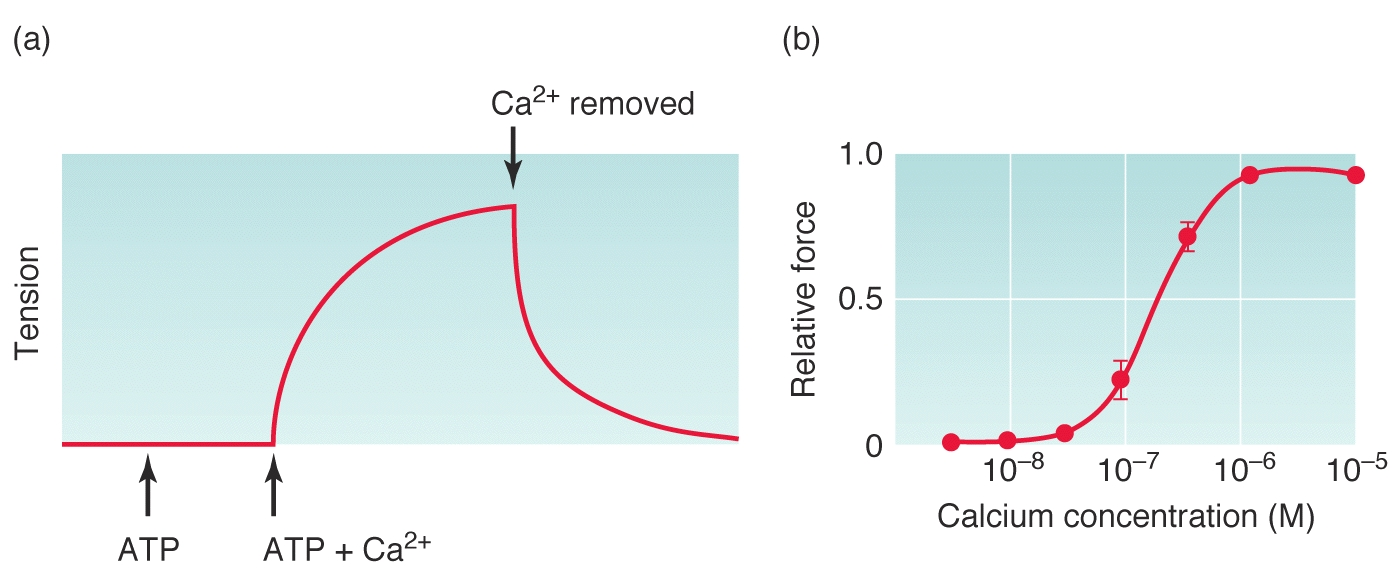 (a)
Ca²⁺ removed
Tension
ATP
ATP + Ca²⁺
(b)
Relative force
1.0
0.5
0
10⁻⁸
10⁻⁷
10⁻⁶
10⁻⁵
Calcium concentration (M)